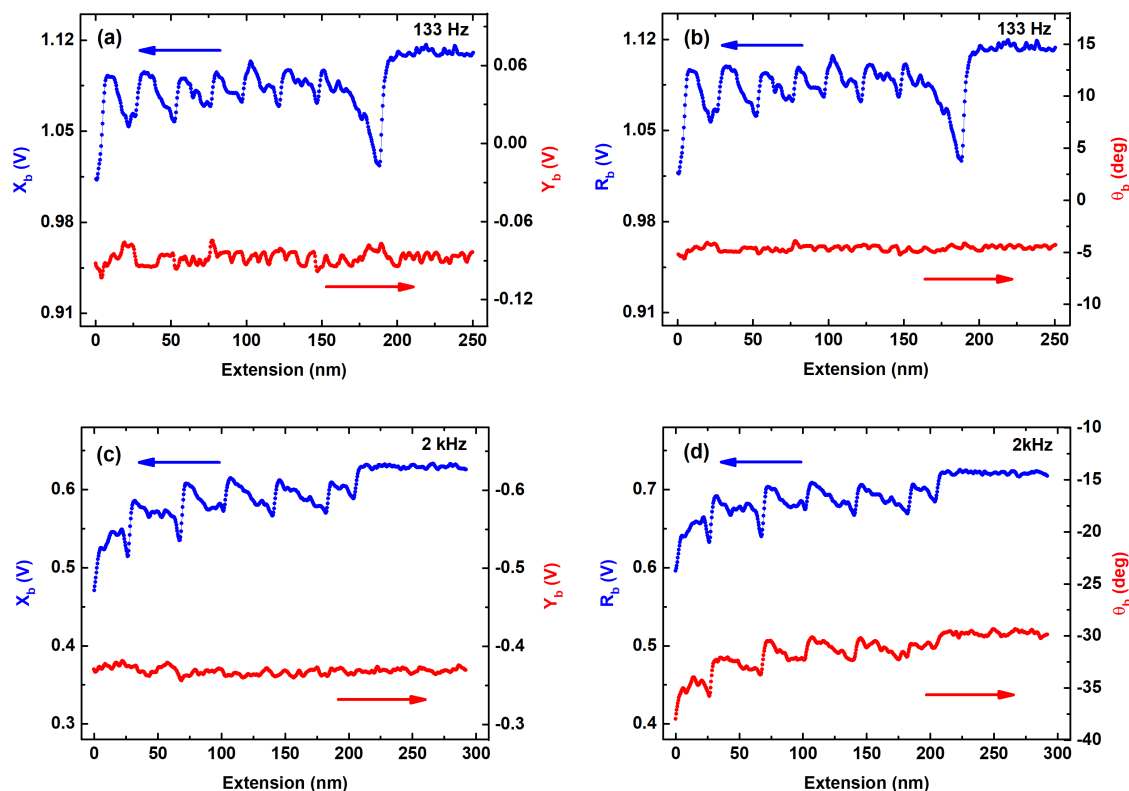 (a)
133 Hz
1.12
1.05
0.98
0.91
X_b (V)
0.06
0.00
-0.06
-0.12
Y_b (V)
0 50 100 150 200 250
Extension (nm)
(b)
133 Hz
1.12
1.05
0.98
0.91
R_b (V)
15
10
5
0
-5
-10
θ_b (deg)
0 50 100 150 200 250
Extension (nm)
(c)
2 kHz
0.6
0.5
0.4
0.3
X_b (V)
-0.6
-0.5
-0.4
-0.3
Y_b (V)
0 50 100 150 200 250 300
Extension (nm)
(d)
2kHz
0.7
0.6
0.5
0.4
R_b (V)
-10
-15
-20
-25
-30
-35
-40
θ_b (deg)
0 50 100 150 200 250 300
Extension (nm)